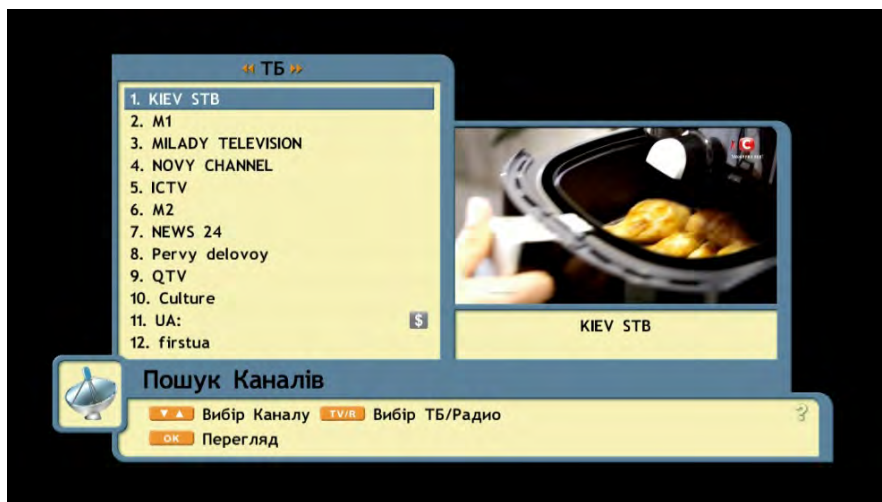 ТБ
1. KIEV STB
2. M1
3. MILADY TELEVISION
4. NOVY CHANNEL
5. ICTV
6. M2
7. NEWS 24
8. Pervy delovoy
9. QTV
10. Culture
11. UA: $
12. firstua
KIEV STB
Пошук Каналів
▼ ▲ Вибір Каналу TV/R Вибір ТБ/Радио ?
OK Перегляд